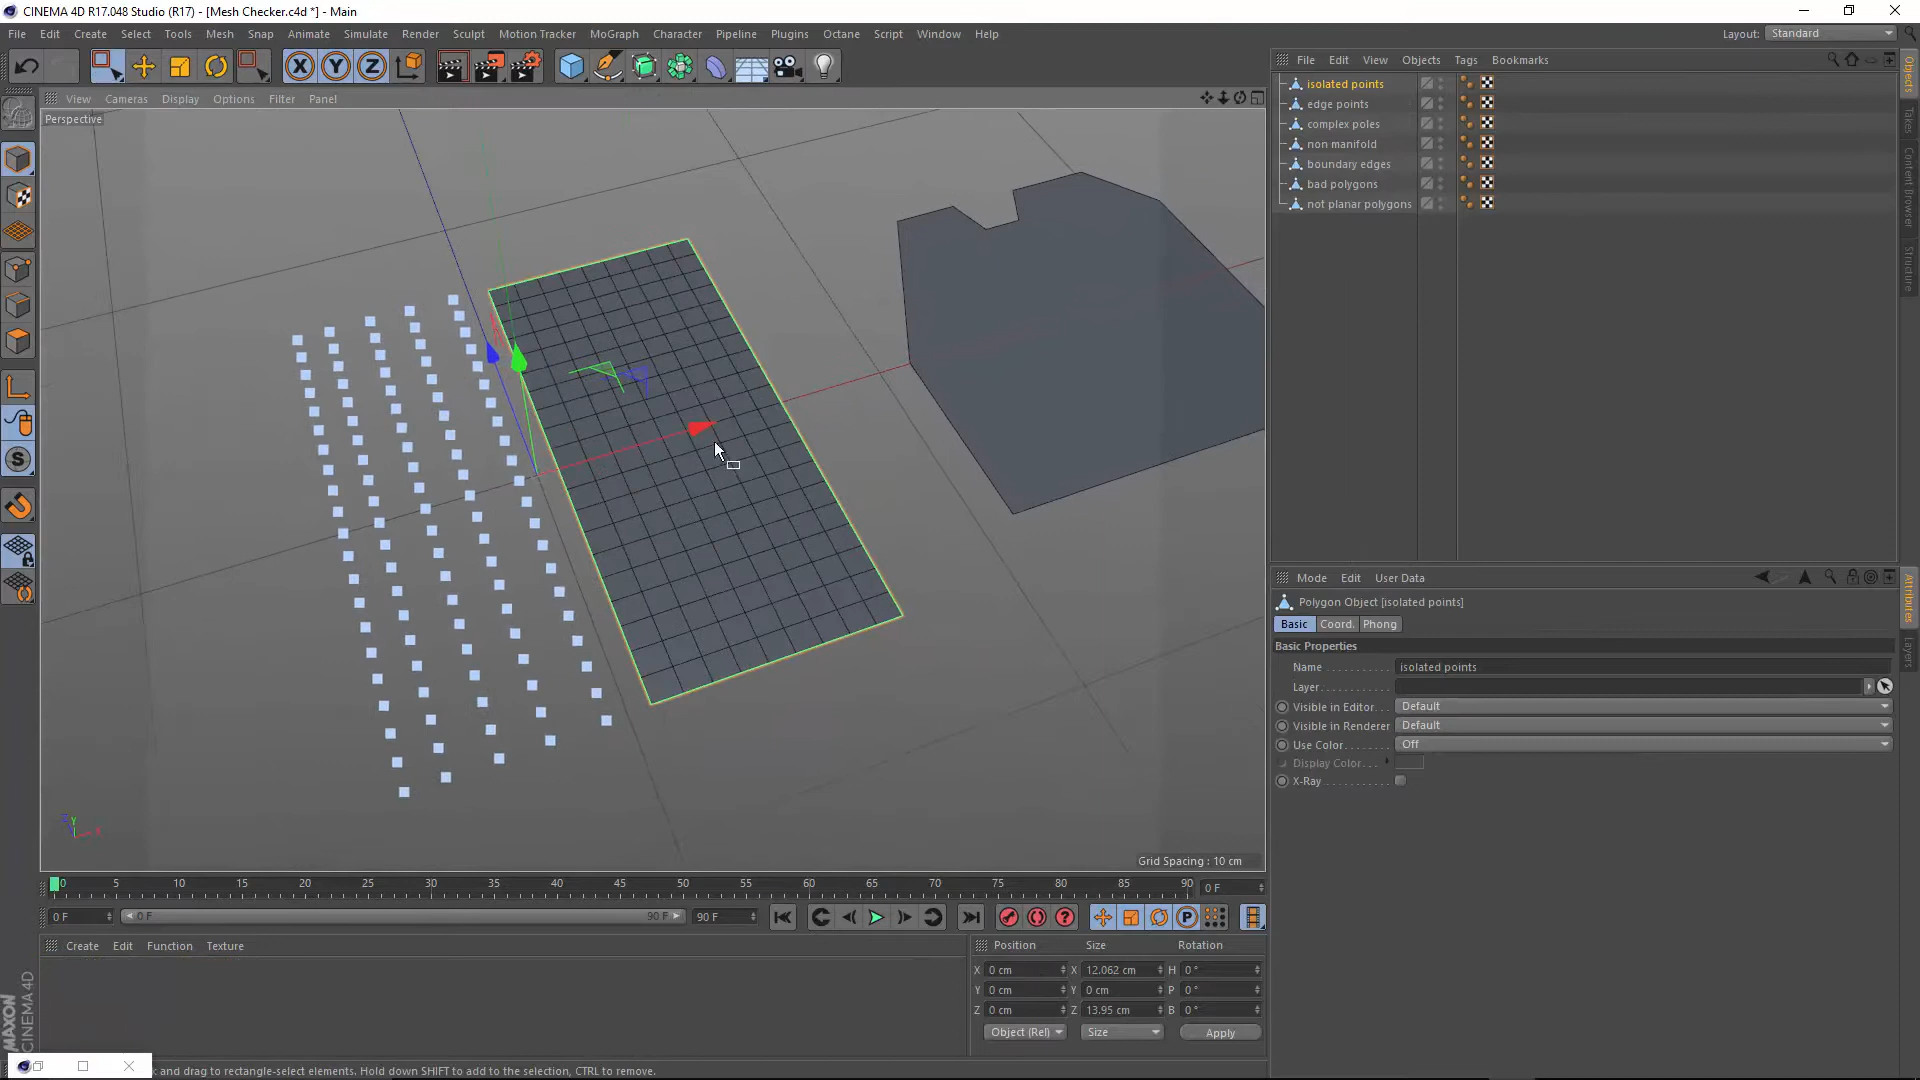 CINEMA 4D R17.048 Studio (R17) - [Mesh Checker.c4d *] - Main
File Edit Create Select Tools Mesh Snap Animate Simulate Render Sculpt Motion Tracker MoGraph Character Pipeline Plugins Octane Script Window Help
Layout: Standard
X Y Z
View Cameras Display Options Filter Panel
Perspective
Grid Spacing : 10 cm
S
File Edit View Objects Tags Bookmarks
isolated points
edge points
complex poles
non manifold
boundary edges
bad polygons
not planar polygons
Objects
Takes
Content Browser
Structure
Mode Edit User Data
Polygon Object [isolated points]
Basic Coord. Phong
Basic Properties
Name isolated points
Layer
Visible in Editor Default
Visible in Renderer Default
Use Color Off
Display Color
X-Ray
Attributes
Layers
0 5 10 15 20 25 30 35 40 45 50 55 60 65 70 75 80 85 90 0 F
0 F 0 F 90 F 90 F
P
Create Edit Function Texture
Position Size Rotation
X 0 cm X 12.062 cm H 0 °
Y 0 cm Y 0 cm P 0 °
Z 0 cm Z 13.95 cm B 0 °
Object (Rel) Size Apply
MAXON
CINEMA 4D
k and drag to rectangle-select elements. Hold down SHIFT to add to the selection, CTRL to remove.